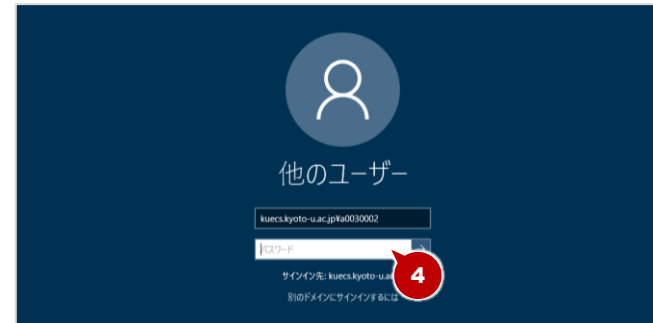 他のユーザー
kuecs.kyoto-u.ac.jp¥a0030002
パスワード
サインイン先: kuecs.kyoto-u.a
4
別のドメインにサインインするには